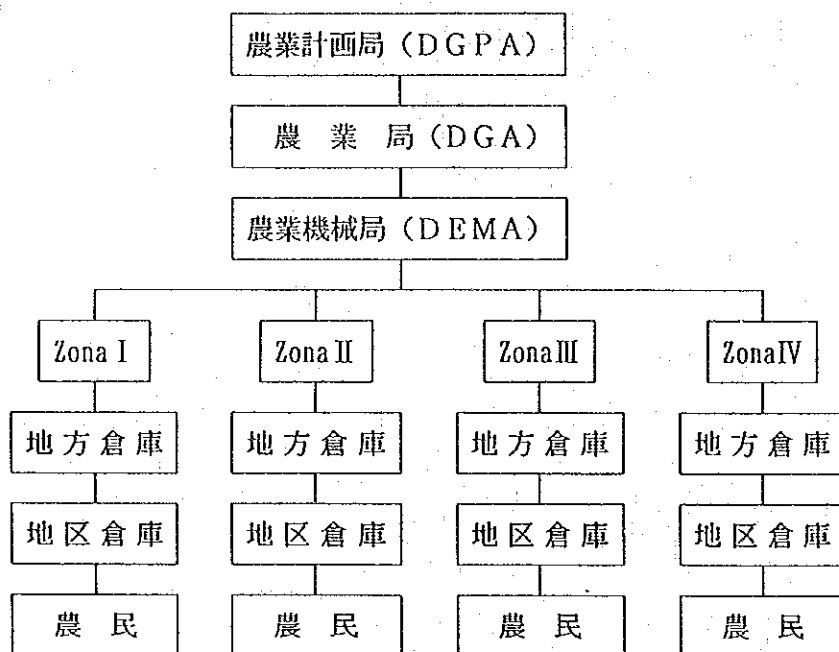 農業計画局（DGPA）
農業局（DGA）
農業機械局（DEMA）
Zona I Zona II Zona III Zona IV
地方倉庫 地方倉庫 地方倉庫 地方倉庫
地区倉庫 地区倉庫 地区倉庫 地区倉庫
農民 農民 農民 農民